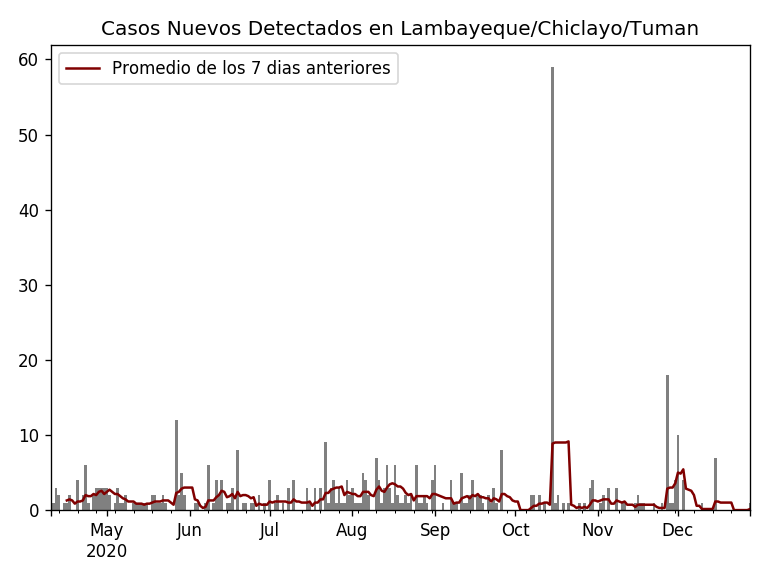 Casos Nuevos Detectados en Lambayeque/Chiclayo/Tuman
Promedio de los 7 dias anteriores
60
50
40
30
20
10
0
May Jun Jul Aug Sep Oct Nov Dec
2020